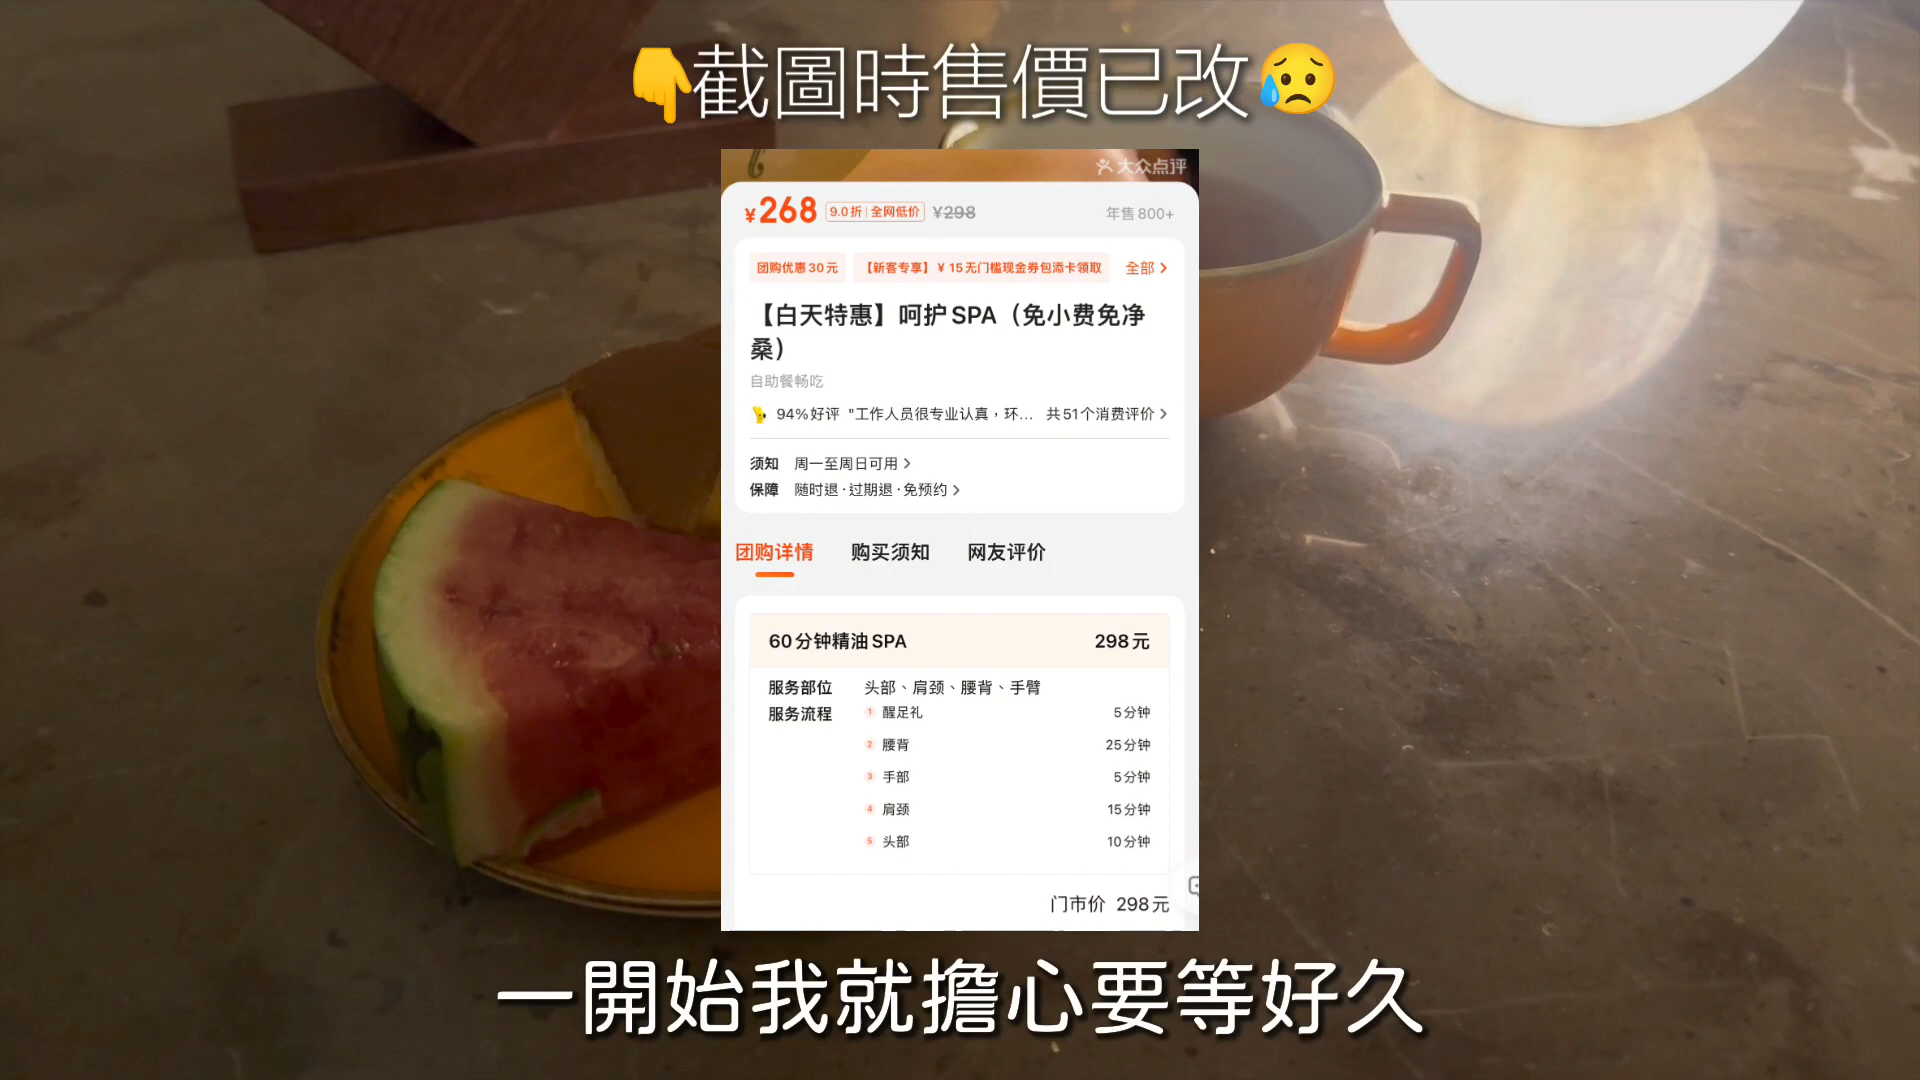 👇截圖時售價已改😥
大众点评
¥268 9.0折 | 全网低价 ¥298 年售 800+
团购优惠30元 【新客专享】¥15无门槛现金券包添卡领取 全部 >
【白天特惠】呵护SPA（免小费免净
桑）
自助餐畅吃
94%好评 "工作人员很专业认真，环... 共51个消费评价 >
须知 周一至周日可用 >
保障 随时退·过期退·免预约 >
团购详情 购买须知 网友评价
60分钟精油SPA 298元
服务部位 头部、肩颈、腰背、手臂
服务流程 1 醒足礼 5分钟
2 腰背 25分钟
3 手部 5分钟
4 肩颈 15分钟
5 头部 10分钟
门市价 298元
一開始我就擔心要等好久